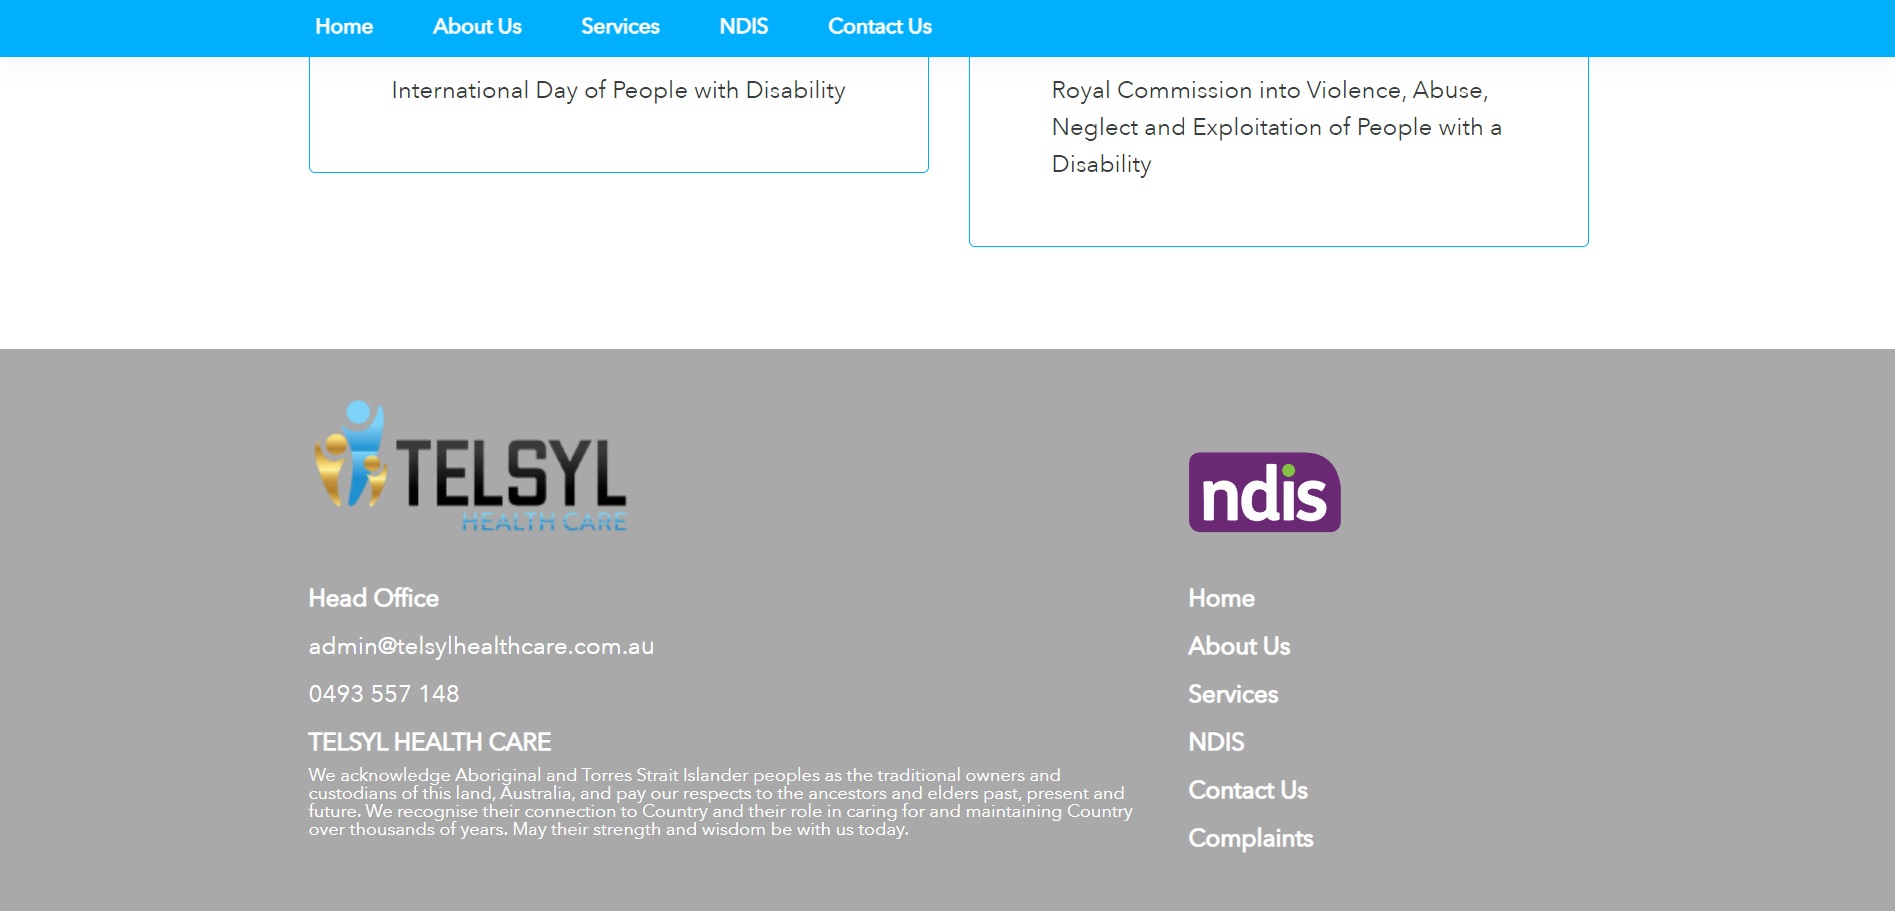 Home About Us Services NDIS Contact Us
International Day of People with Disability
Royal Commission into Violence, Abuse,
Neglect and Exploitation of People with a
Disability
TELSYL
HEALTH CARE
ndis
Head Office
admin@telsylhealthcare.com.au
0493 557 148
TELSYL HEALTH CARE
We acknowledge Aboriginal and Torres Strait Islander peoples as the traditional owners and
custodians of this land, Australia, and pay our respects to the ancestors and elders past, present and
future. We recognise their connection to Country and their role in caring for and maintaining Country
over thousands of years. May their strength and wisdom be with us today.
Home
About Us
Services
NDIS
Contact Us
Complaints